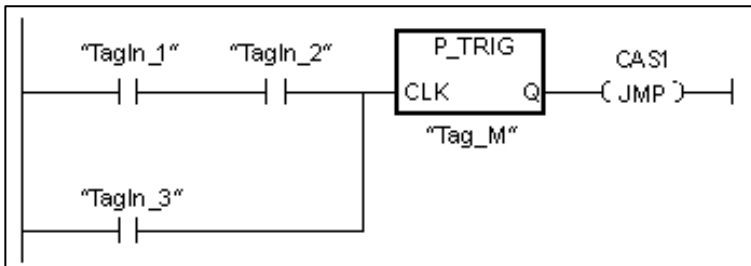 "TagIn_1" "TagIn_2" P_TRIG CAS1
CLK Q JMP
"Tag_M"
"TagIn_3"